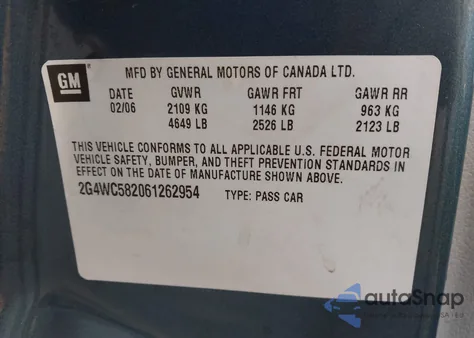 GM
MFD BY GENERAL MOTORS OF CANADA LTD.
DATE GVWR GAWR FRT GAWR RR
02/06 2109 KG 1146 KG 963 KG
4649 LB 2526 LB 2123 LB
THIS VEHICLE CONFORMS TO ALL APPLICABLE U.S. FEDERAL MOTOR
VEHICLE SAFETY, BUMPER, AND THEFT PREVENTION STANDARDS IN
EFFECT ON THE DATE OF MANUFACTURE SHOWN ABOVE.
2G4WC582061262954 TYPE: PASS CAR
autoSnap